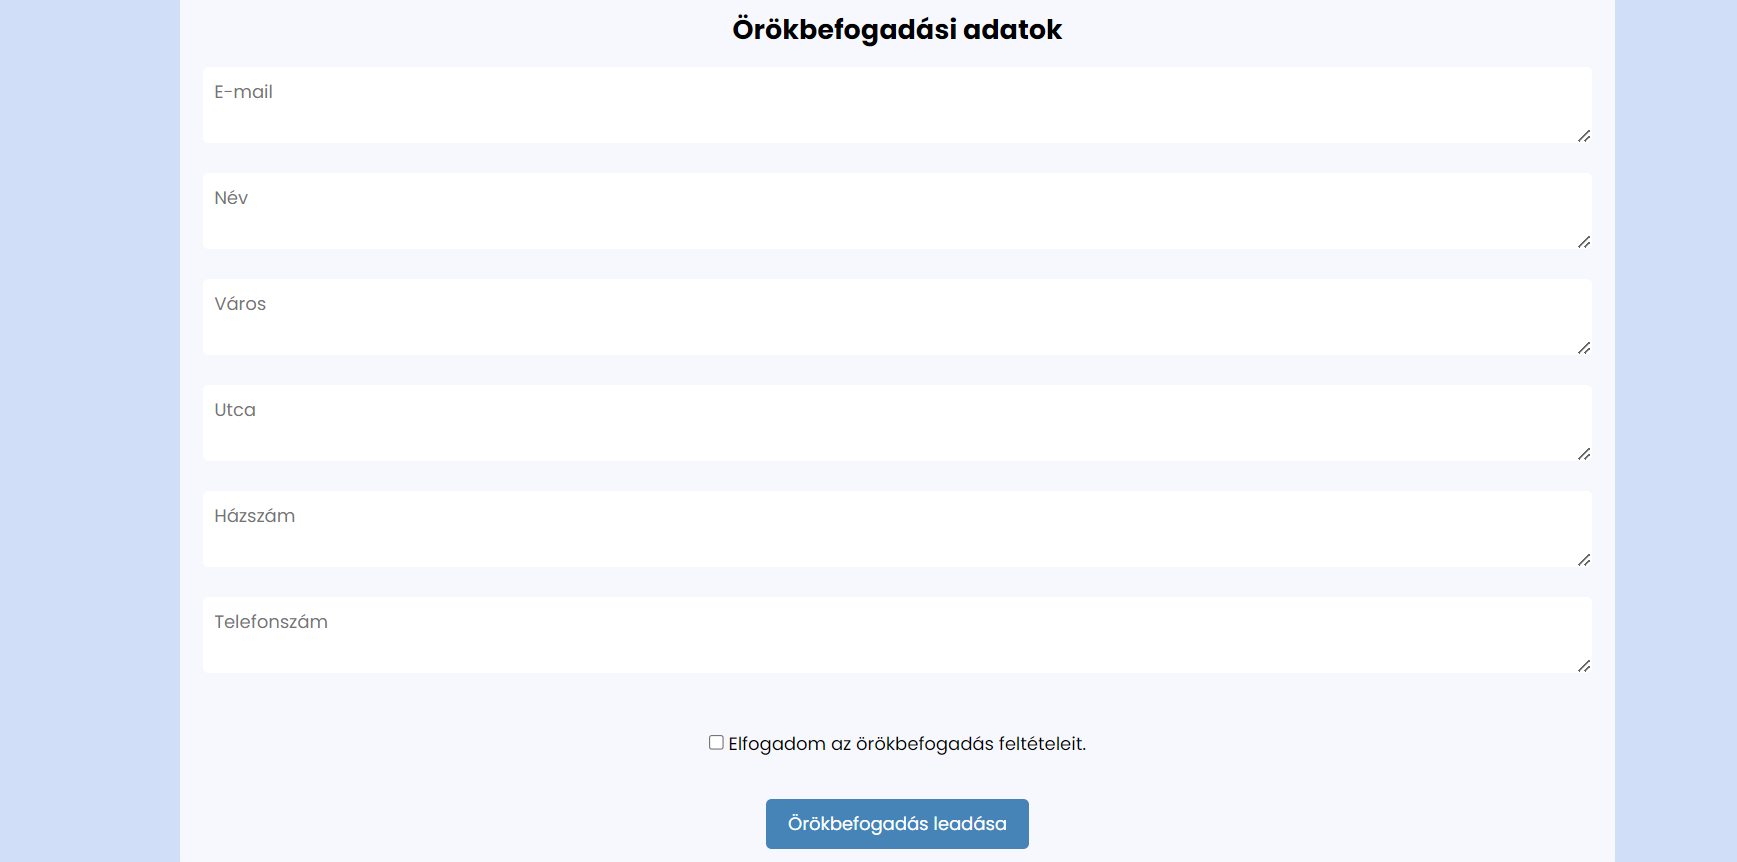 Örökbefogadási adatok
E-mail
Név
Város
Utca
Házszám
Telefonszám
Elfogadom az örökbefogadás feltételeit.
Örökbefogadás leadása